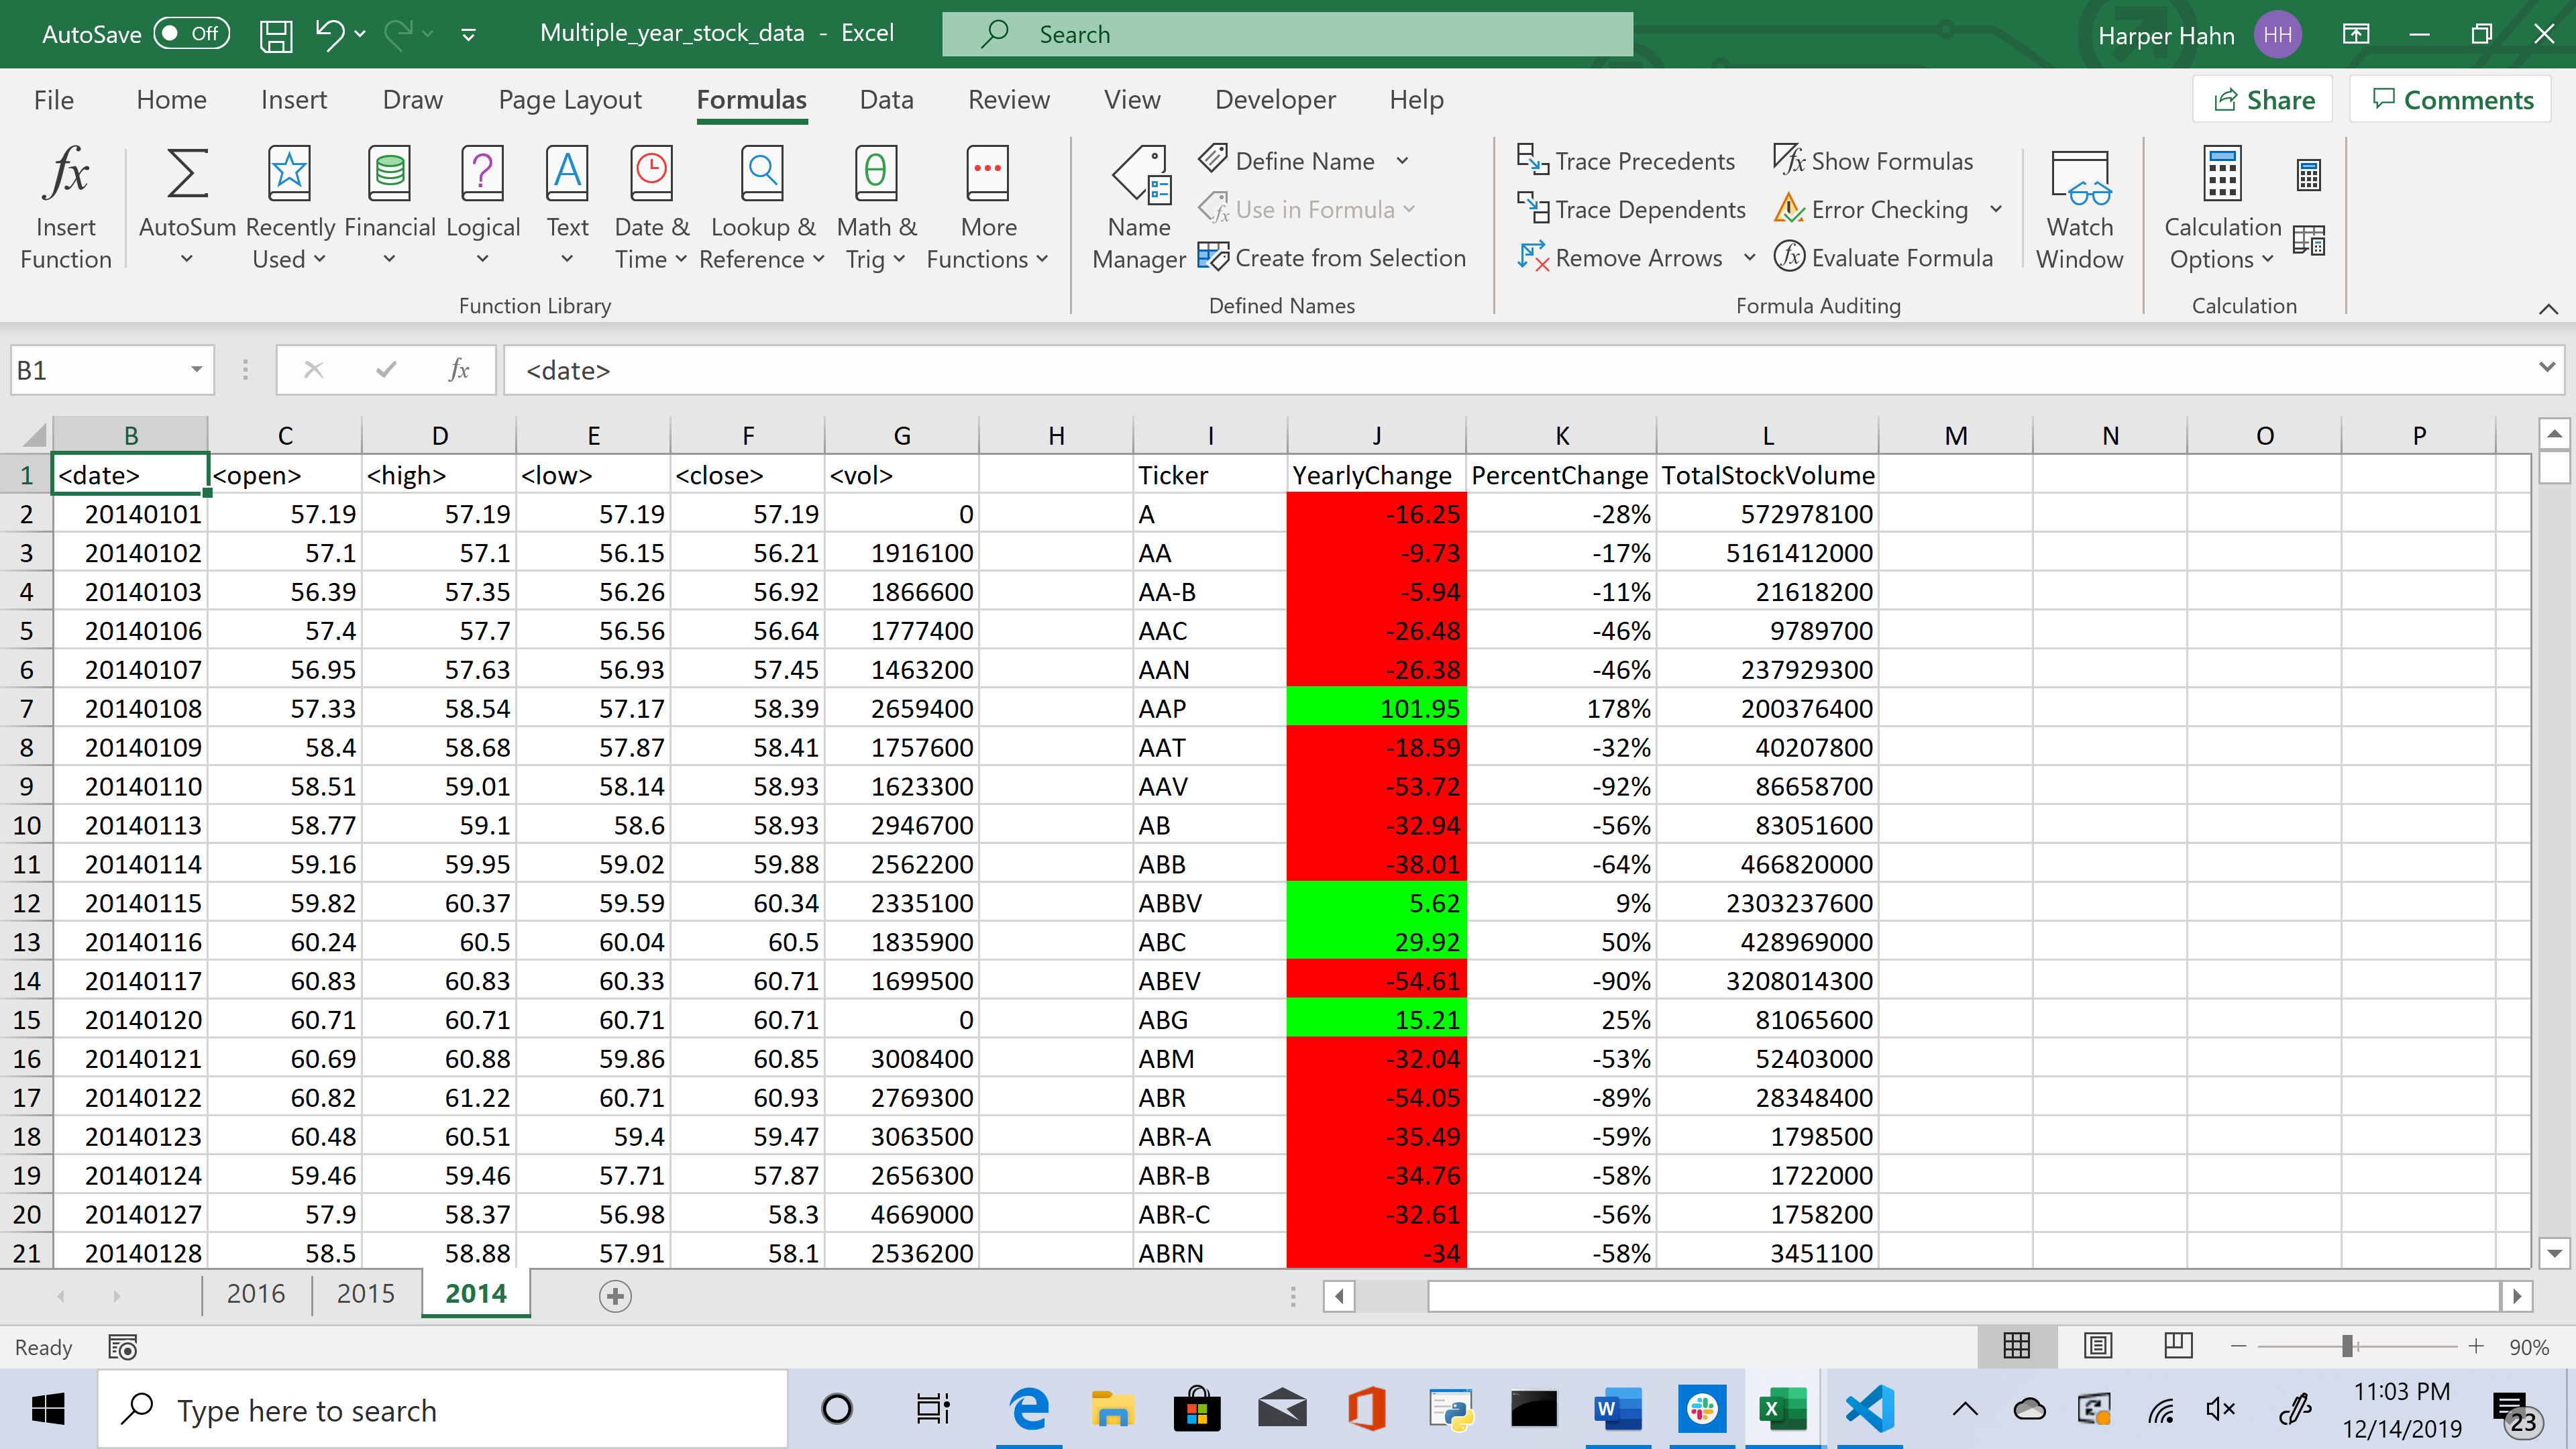 AutoSave Off Multiple_year_stock_data - Excel Search Harper Hahn HH
File Home Insert Draw Page Layout Formulas Data Review View Developer Help Share Comments
Insert Function
AutoSum
Recently Used
Financial
Logical
Text
Date & Time
Lookup & Reference
Math & Trig
More Functions
Function Library
Name Manager
Define Name
Use in Formula
Create from Selection
Defined Names
Trace Precedents
Trace Dependents
Remove Arrows
Show Formulas
Error Checking
Evaluate Formula
Formula Auditing
Watch Window
Calculation Options
Calculation
B1 fx <date>
B C D E F G H I J K L M N O P
1 <date> <open> <high> <low> <close> <vol> Ticker YearlyChange PercentChange TotalStockVolume
2 20140101 57.19 57.19 57.19 57.19 0 A -16.25 -28% 572978100
3 20140102 57.1 57.1 56.15 56.21 1916100 AA -9.73 -17% 5161412000
4 20140103 56.39 57.35 56.26 56.92 1866600 AA-B -5.94 -11% 21618200
5 20140106 57.4 57.7 56.56 56.64 1777400 AAC -26.48 -46% 9789700
6 20140107 56.95 57.63 56.93 57.45 1463200 AAN -26.38 -46% 237929300
7 20140108 57.33 58.54 57.17 58.39 2659400 AAP 101.95 178% 200376400
8 20140109 58.4 58.68 57.87 58.41 1757600 AAT -18.59 -32% 40207800
9 20140110 58.51 59.01 58.14 58.93 1623300 AAV -53.72 -92% 86658700
10 20140113 58.77 59.1 58.6 58.93 2946700 AB -32.94 -56% 83051600
11 20140114 59.16 59.95 59.02 59.88 2562200 ABB -38.01 -64% 466820000
12 20140115 59.82 60.37 59.59 60.34 2335100 ABBV 5.62 9% 2303237600
13 20140116 60.24 60.5 60.04 60.5 1835900 ABC 29.92 50% 428969000
14 20140117 60.83 60.83 60.33 60.71 1699500 ABEV -54.61 -90% 3208014300
15 20140120 60.71 60.71 60.71 60.71 0 ABG 15.21 25% 81065600
16 20140121 60.69 60.88 59.86 60.85 3008400 ABM -32.04 -53% 52403000
17 20140122 60.82 61.22 60.71 60.93 2769300 ABR -54.05 -89% 28348400
18 20140123 60.48 60.51 59.4 59.47 3063500 ABR-A -35.49 -59% 1798500
19 20140124 59.46 59.46 57.71 57.87 2656300 ABR-B -34.76 -58% 1722000
20 20140127 57.9 58.37 56.98 58.3 4669000 ABR-C -32.61 -56% 1758200
21 20140128 58.5 58.88 57.91 58.1 2536200 ABRN -34 -58% 3451100
2016 2015 2014
Ready 90%
Type here to search
11:03 PM
12/14/2019
23